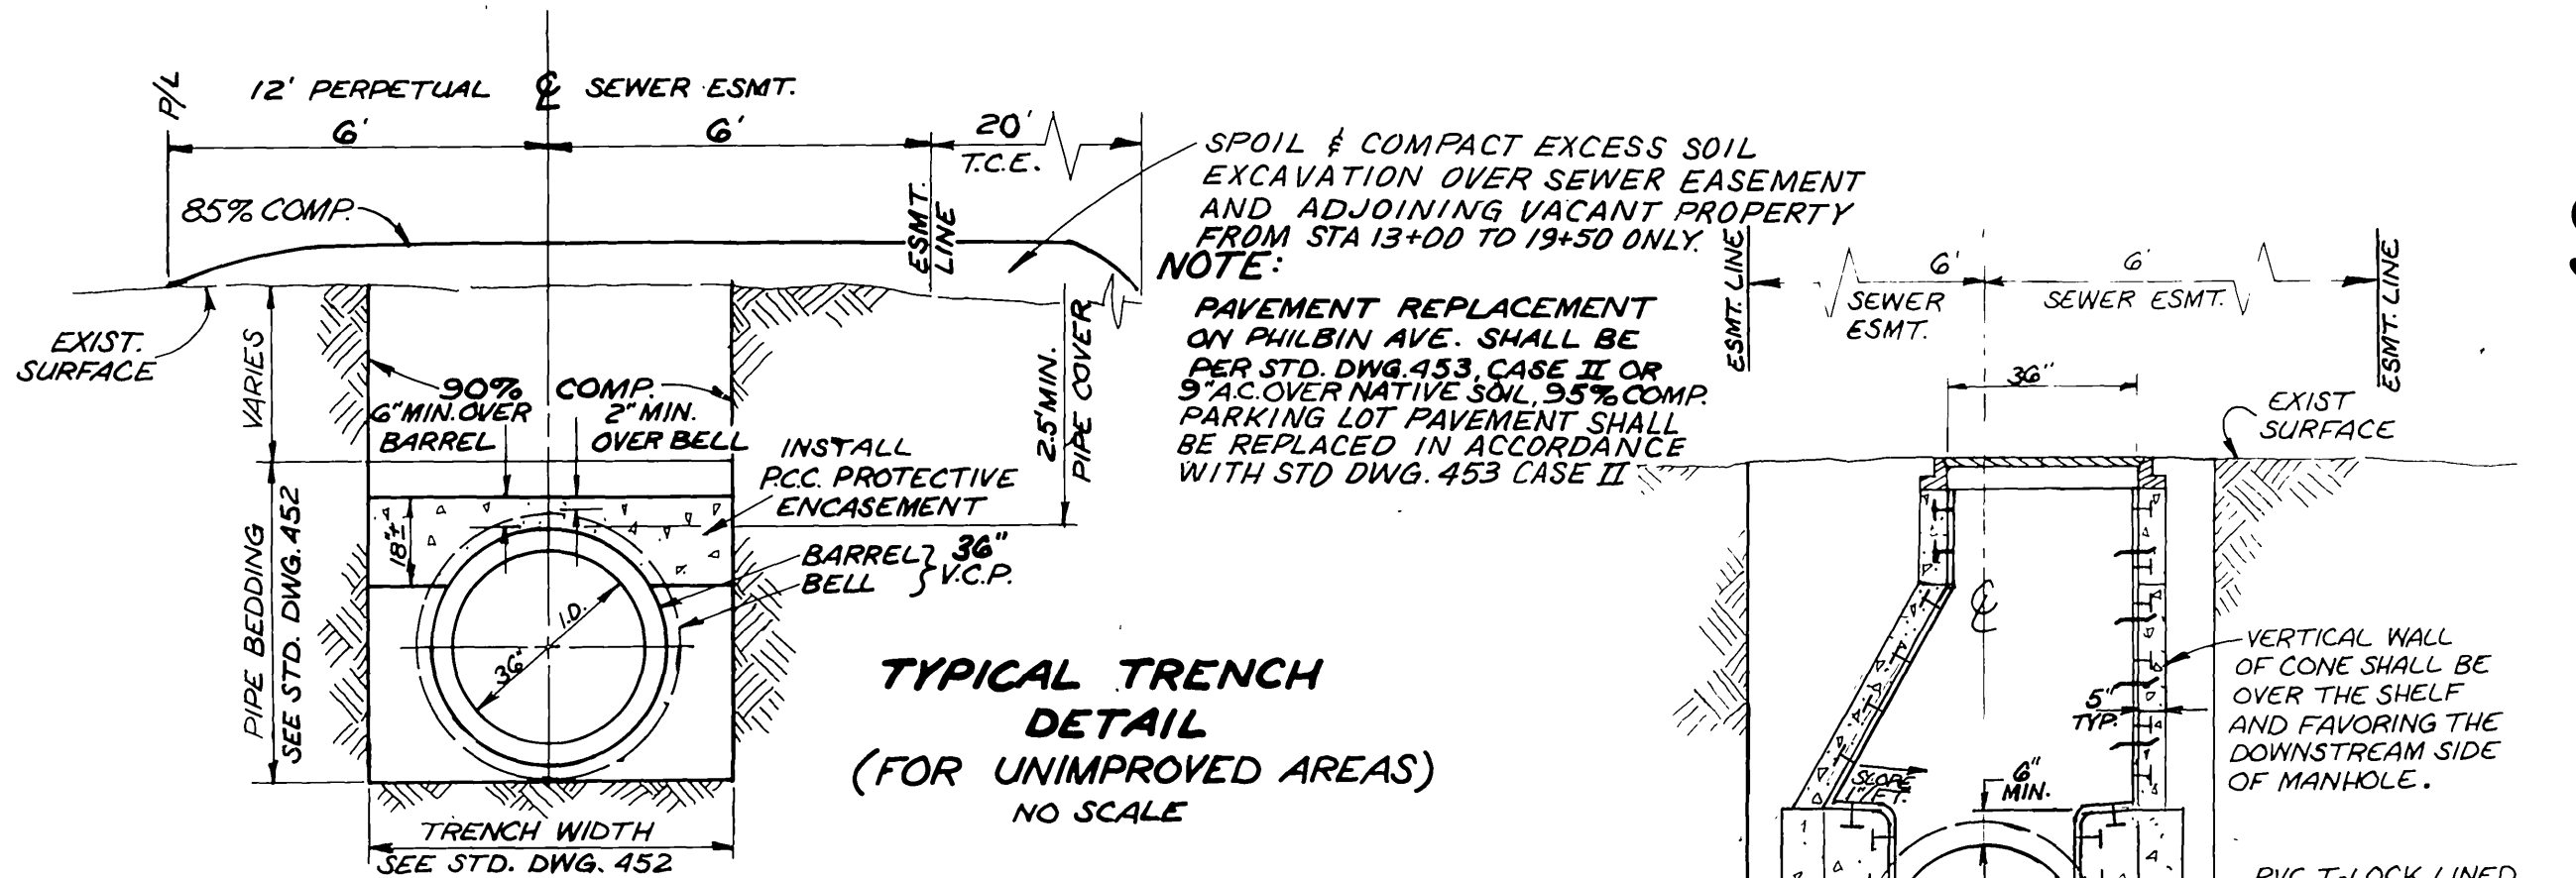 P/L
12' PERPETUAL ℄ SEWER ESMT.
6'
6'
20'
T.C.E.
85% COMP.
ESMT.
LINE
SPOIL & COMPACT EXCESS SOIL
EXCAVATION OVER SEWER EASEMENT
AND ADJOINING VACANT PROPERTY
FROM STA 13+00 TO 19+50 ONLY.
NOTE:
PAVEMENT REPLACEMENT
ON PHILBIN AVE. SHALL BE
PER STD. DWG. 453, CASE II OR
9" A.C. OVER NATIVE SOIL, 95% COMP.
PARKING LOT PAVEMENT SHALL
BE REPLACED IN ACCORDANCE
WITH STD DWG. 453 CASE II
EXIST.
SURFACE
VARIES
90% COMP.
6" MIN. OVER
BARREL
2" MIN.
OVER BELL
2.5' MIN.
PIPE COVER
INSTALL
P.C.C. PROTECTIVE
ENCASEMENT
18"±
PIPE BEDDING
SEE STD. DWG. 452
BARREL
BELL
36"
V.C.P.
I.D.
36"
TRENCH WIDTH
SEE STD. DWG. 452
TYPICAL TRENCH
DETAIL
(FOR UNIMPROVED AREAS)
NO SCALE
ESMT. LINE
6'
SEWER
ESMT.
6'
SEWER ESMT.
ESMT. LINE
36"
EXIST
SURFACE
℄
VERTICAL WALL
OF CONE SHALL BE
OVER THE SHELF
AND FAVORING THE
DOWNSTREAM SIDE
OF MANHOLE.
5"
TYP.
SLOPE
1"/FT.
6"
MIN.
PVC T-LOCK LINED